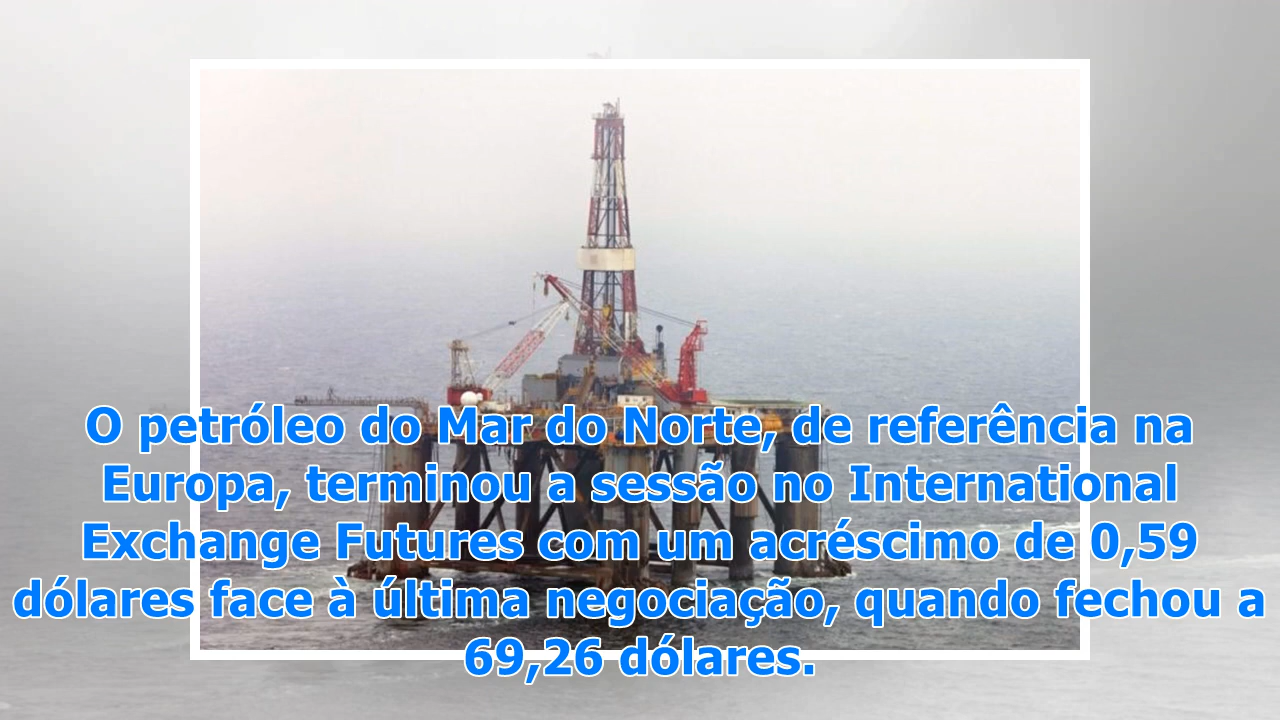 O petróleo do Mar do Norte, de referência na
Europa, terminou a sessão no International
Exchange Futures com um acréscimo de 0,59
dólares face à última negociação, quando fechou a
69,26 dólares.